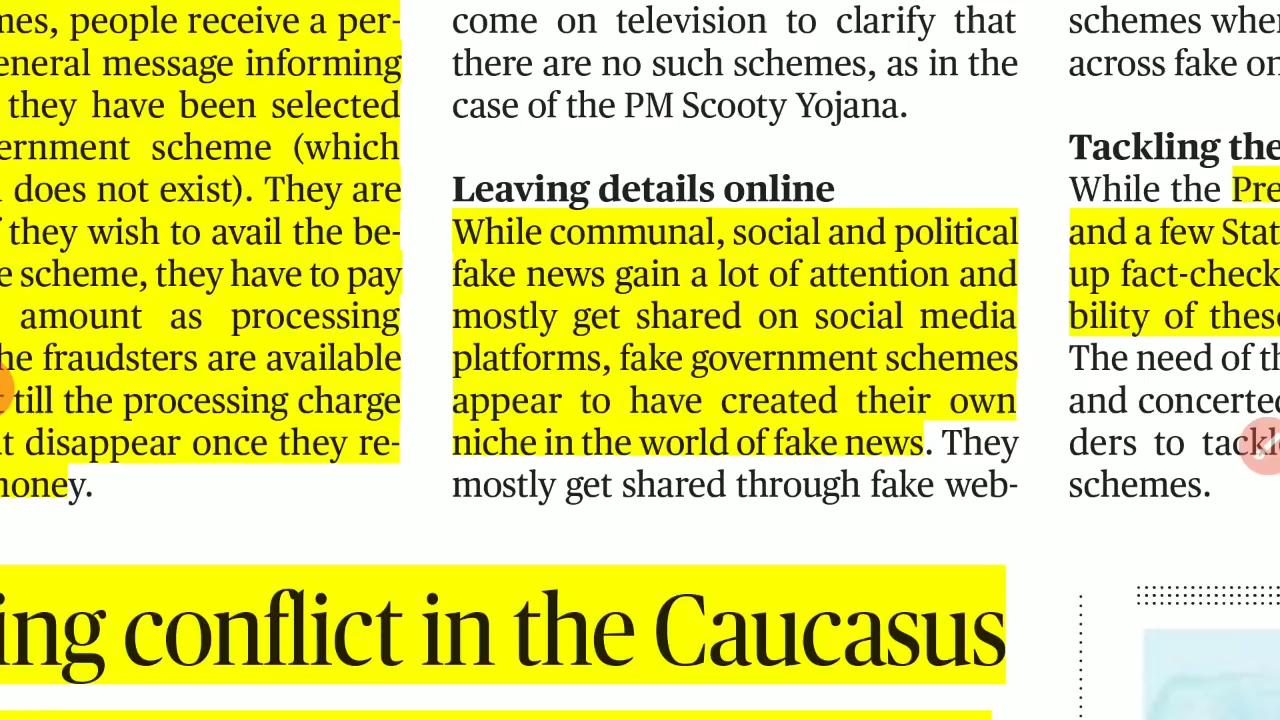 mes, people receive a per-
eneral message informing
they have been selected
ernment scheme (which
does not exist). They are
they wish to avail the be-
e scheme, they have to pay
amount as processing
he fraudsters are available
till the processing charge
t disappear once they re-
money.
come on television to clarify that
there are no such schemes, as in the
case of the PM Scooty Yojana.
Leaving details online
While communal, social and political
fake news gain a lot of attention and
mostly get shared on social media
platforms, fake government schemes
appear to have created their own
niche in the world of fake news. They
mostly get shared through fake web-
schemes whe
across fake on
Tackling the
While the Pre
and a few Stat
up fact-check
bility of these
The need of th
and concerted
ders to tackle
schemes.
ing conflict in the Caucasus